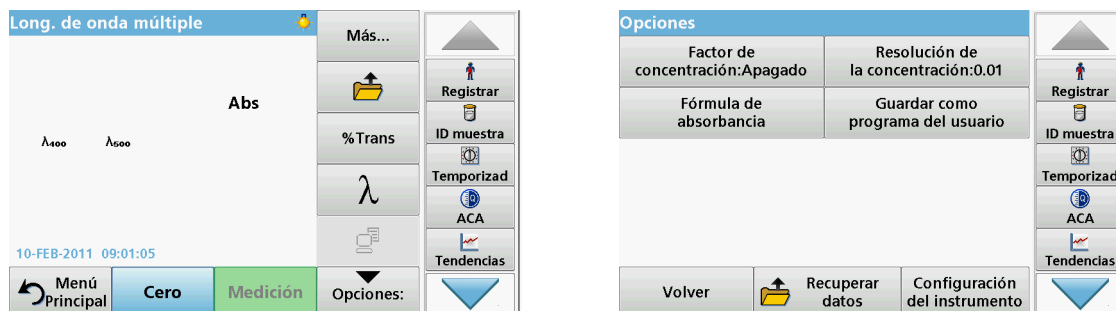 Long. de onda múltiple
Abs
λ400 λ500
10-FEB-2011 09:01:05
Más...
%Trans
λ
Menú
Principal
Cero
Medición
Opciones:
Registrar
ID muestra
Temporizad
ACA
Tendencias
Opciones
Factor de
concentración:Apagado
Resolución de
la concentración:0.01
Fórmula de
absorbancia
Guardar como
programa del usuario
Volver
Recuperar
datos
Configuración
del instrumento
Registrar
ID muestra
Temporizad
ACA
Tendencias